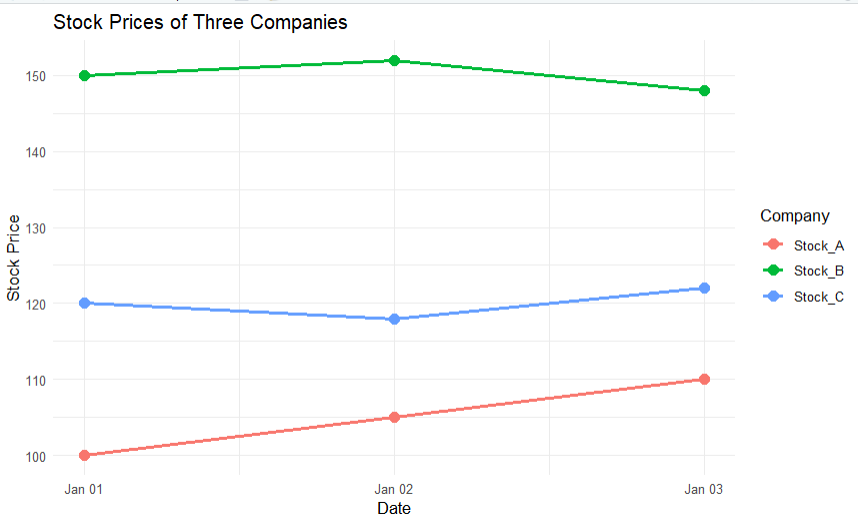 Stock Prices of Three Companies
150
140
130
120
110
100
Stock Price
Jan 01
Jan 02
Jan 03
Date
Company
Stock_A
Stock_B
Stock_C